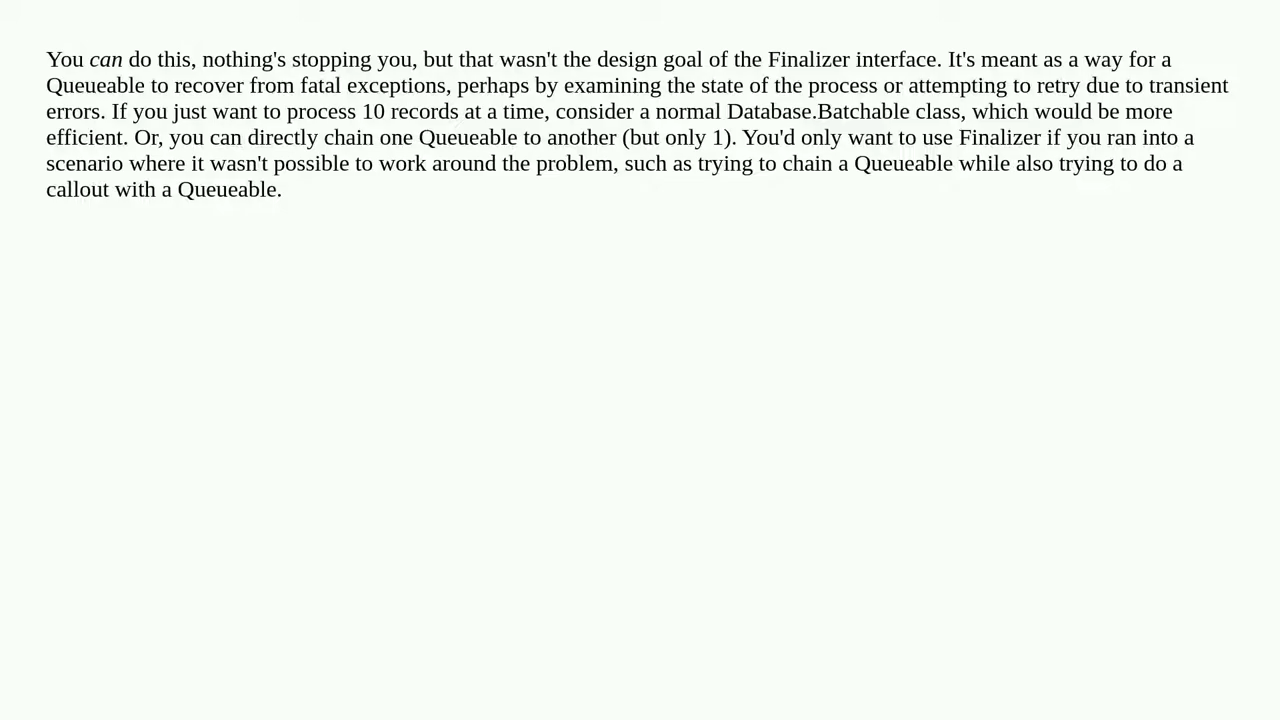 You can do this, nothing's stopping you, but that wasn't the design goal of the Finalizer interface. It's meant as a way for a
Queueable to recover from fatal exceptions, perhaps by examining the state of the process or attempting to retry due to transient
errors. If you just want to process 10 records at a time, consider a normal Database.Batchable class, which would be more
efficient. Or, you can directly chain one Queueable to another (but only 1). You'd only want to use Finalizer if you ran into a
scenario where it wasn't possible to work around the problem, such as trying to chain a Queueable while also trying to do a
callout with a Queueable.